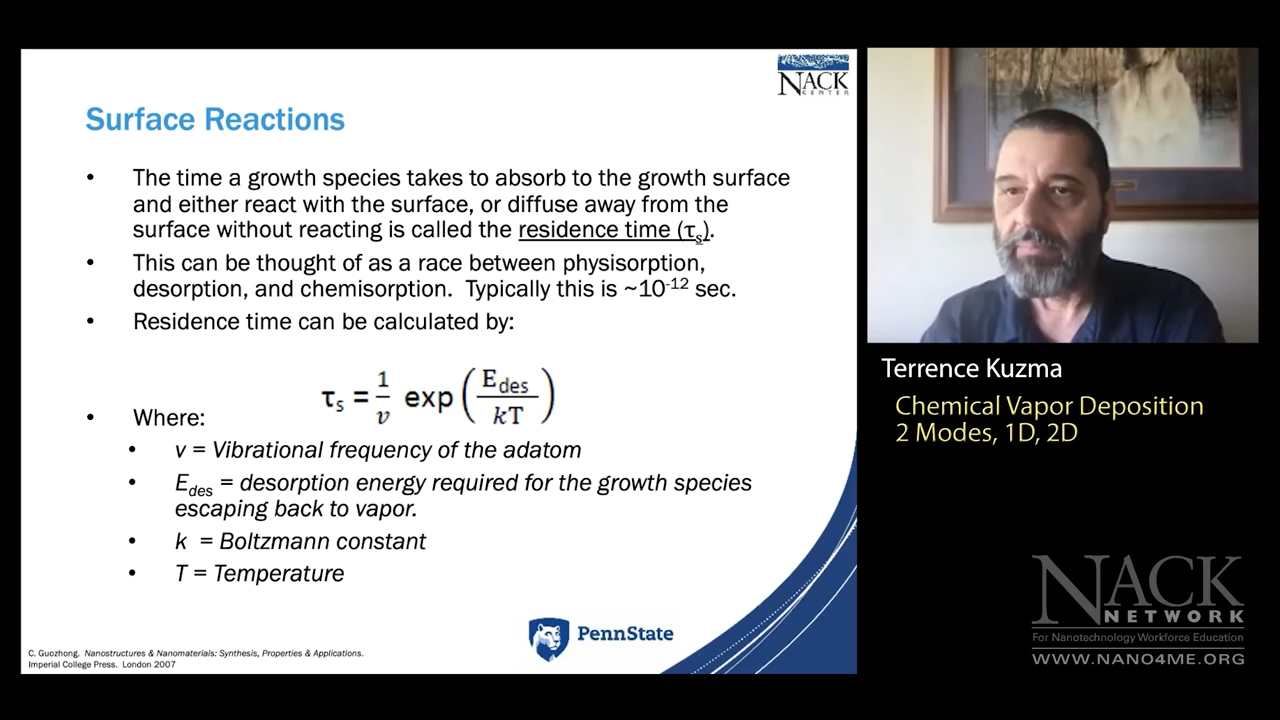 NACK
CENTER
Surface Reactions
• The time a growth species takes to absorb to the growth surface
and either react with the surface, or diffuse away from the
surface without reacting is called the residence time (τs).
• This can be thought of as a race between physisorption,
desorption, and chemisorption. Typically this is ~10-12 sec.
• Residence time can be calculated by:
τs = 1/v exp (Edes/kT)
• Where:
• v = Vibrational frequency of the adatom
• Edes = desorption energy required for the growth species
escaping back to vapor.
• k = Boltzmann constant
• T = Temperature
PennState
C. Guozhong. Nanostructures & Nanomaterials: Synthesis, Properties & Applications.
Imperial College Press. London 2007
Terrence Kuzma
Chemical Vapor Deposition
2 Modes, 1D, 2D
NACK
NETWORK
For Nanotechnology Workforce Education
WWW.NANO4ME.ORG